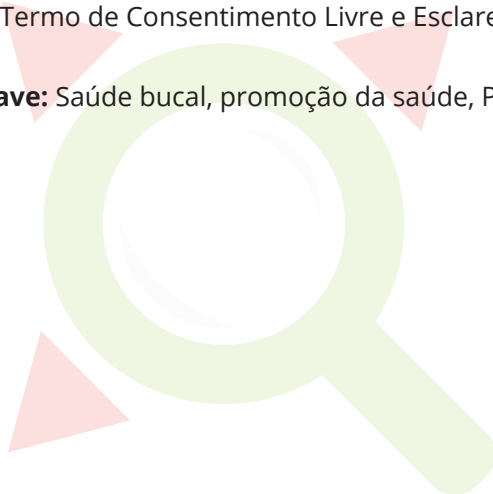 Termo de Consentimento Livre e Esclare
ave: Saúde bucal, promoção da saúde, P